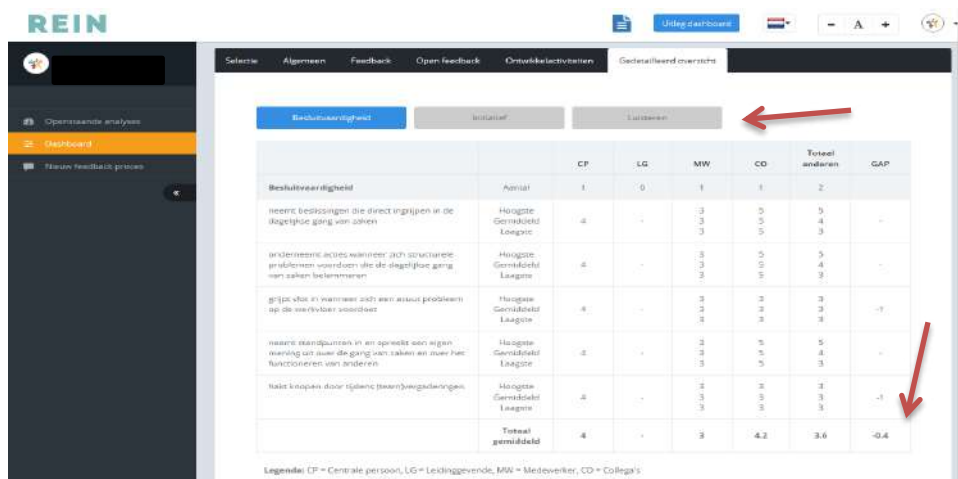 REIN
Uitleg dashboard
- A +
Selectie Algemeen Feedback Open feedback Ontwikkelactiviteiten Gedetailleerd overzicht
Openstaande analyses
Dashboard
Nieuw feedback proces
«
Besluitvaardigheid Initiatief Luisteren
CP LG MW CO Totaal anderen GAP
Besluitvaardigheid Aantal 1 0 1 1 2
neemt beslissingen die direct ingrijpen in de
dagelijkse gang van zaken
Hoogste 3 5 5
Gemiddeld 4 - 3 5 4 -
Laagste 3 5 3
onderneemt acties wanneer zich structurele
problemen voordoen die de dagelijkse gang
van zaken belemmeren
Hoogste 3 5 5
Gemiddeld 4 - 3 5 4 -
Laagste 3 5 3
grijpt vlot in wanneer zich een acuut probleem
op de werkvloer voordoet
Hoogste 3 3 3
Gemiddeld 4 - 3 3 3 -1
Laagste 3 3 3
neemt standpunten in en spreekt een eigen
mening uit over de gang van zaken en over het
functioneren van anderen
Hoogste 3 5 5
Gemiddeld 4 - 3 5 4 -
Laagste 3 5 3
hakt knopen door tijdens (team)vergaderingen
Hoogste 3 3 3
Gemiddeld 4 - 3 3 3 -1
Laagste 3 3 3
Totaal gemiddeld 4 - 3 4.2 3.6 -0.4
Legenda: CP = Centrale persoon, LG = Leidinggevende, MW = Medewerker, CO = Collega's